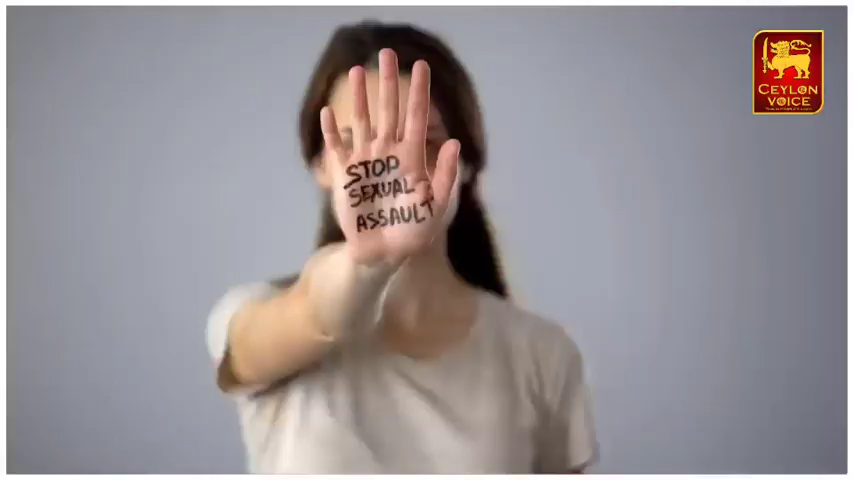 STOP
SEXUAL
ASSAULT
CEYLON
VOICE